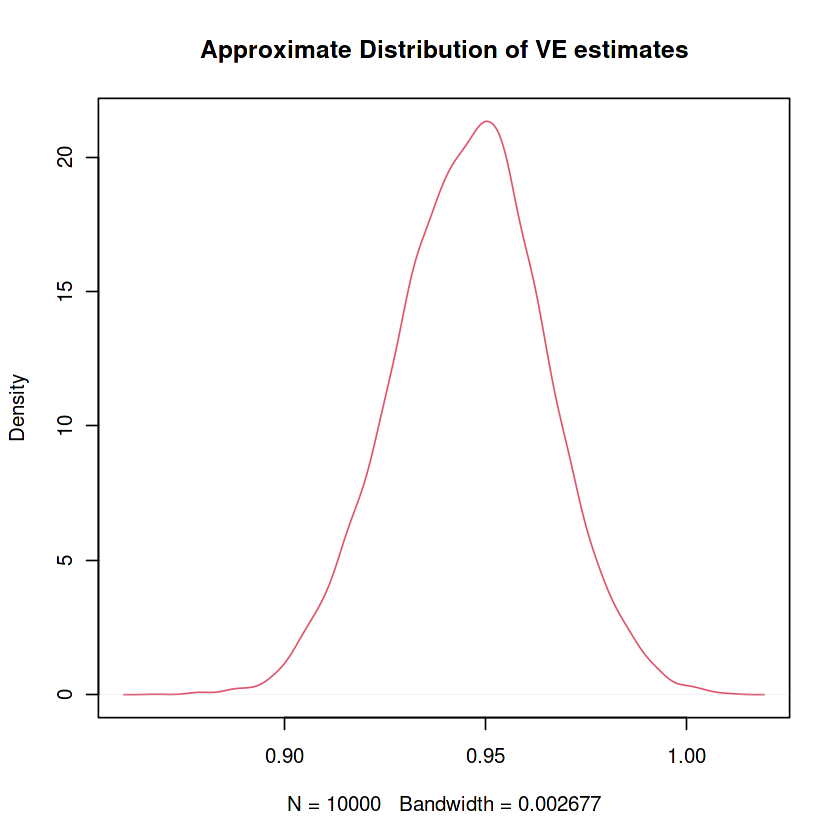 Approximate Distribution of VE estimates
Density
20
15
10
5
0
0.90 0.95 1.00
N = 10000 Bandwidth = 0.002677